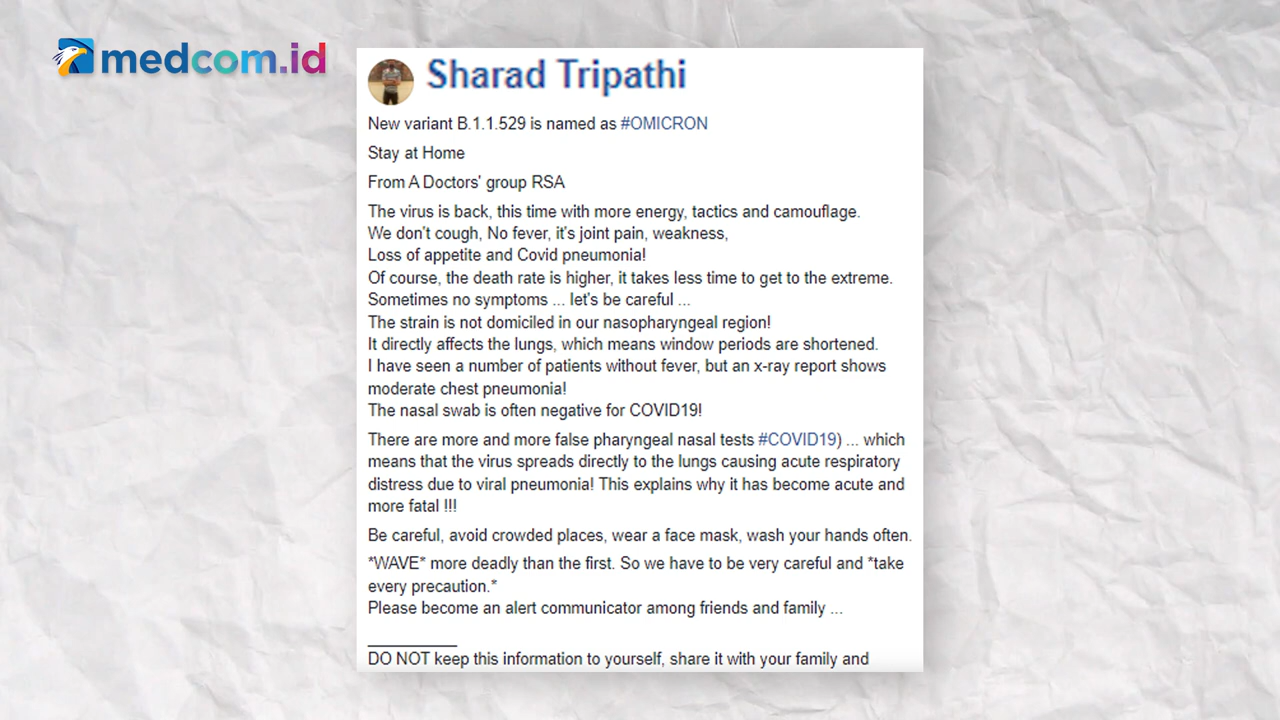 medcom.id
Sharad Tripathi
New variant B.1.1.529 is named as #OMICRON
Stay at Home
From A Doctors' group RSA
The virus is back, this time with more energy, tactics and camouflage.
We don't cough, No fever, it's joint pain, weakness,
Loss of appetite and Covid pneumonia!
Of course, the death rate is higher, it takes less time to get to the extreme.
Sometimes no symptoms ... let's be careful ...
The strain is not domiciled in our nasopharyngeal region!
It directly affects the lungs, which means window periods are shortened.
I have seen a number of patients without fever, but an x-ray report shows
moderate chest pneumonia!
The nasal swab is often negative for COVID19!
There are more and more false pharyngeal nasal tests #COVID19) ... which
means that the virus spreads directly to the lungs causing acute respiratory
distress due to viral pneumonia! This explains why it has become acute and
more fatal !!!
Be careful, avoid crowded places, wear a face mask, wash your hands often.
*WAVE* more deadly than the first. So we have to be very careful and *take
every precaution.*
Please become an alert communicator among friends and family ...
__________
DO NOT keep this information to yourself, share it with your family and